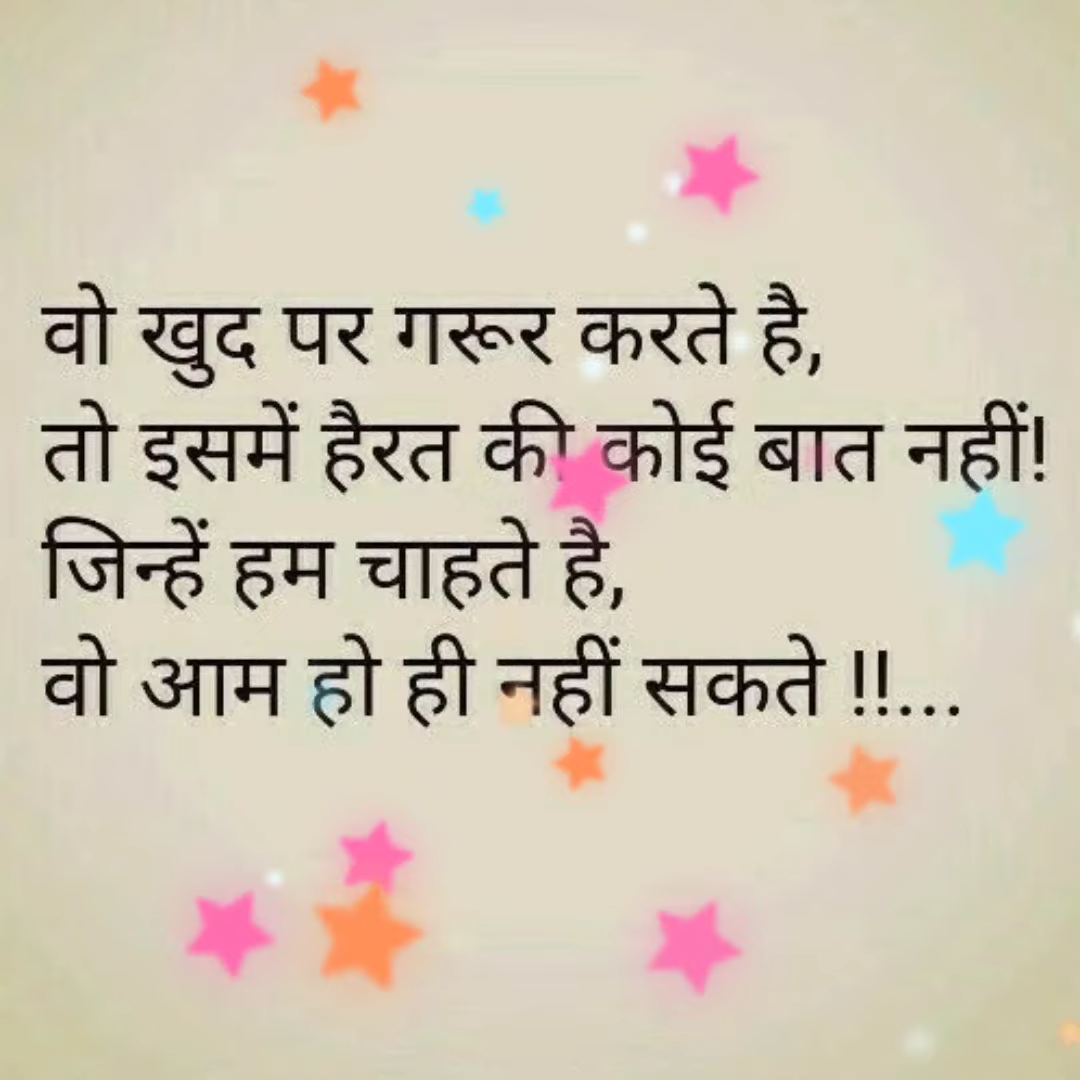 वो खुद पर गरूर करते है,
तो इसमें हैरत की कोई बात नहीं!
जिन्हें हम चाहते है,
वो आम हो ही नहीं सकते !!...